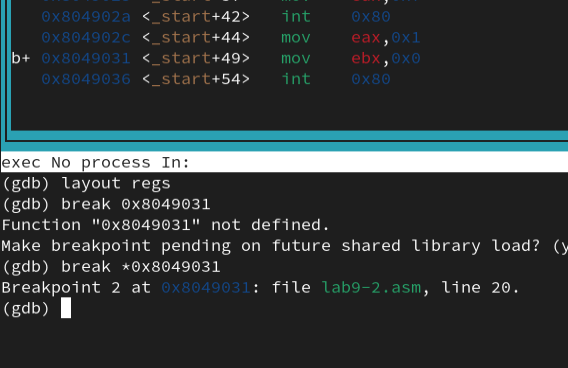 0x804902a <_start+42> int 0x80
0x804902c <_start+44> mov eax,0x1
b+ 0x8049031 <_start+49> mov ebx,0x0
0x8049036 <_start+54> int 0x80
exec No process In:
(gdb) layout regs
(gdb) break 0x8049031
Function "0x8049031" not defined.
Make breakpoint pending on future shared library load? (y
(gdb) break *0x8049031
Breakpoint 2 at 0x8049031: file lab9-2.asm, line 20.
(gdb)